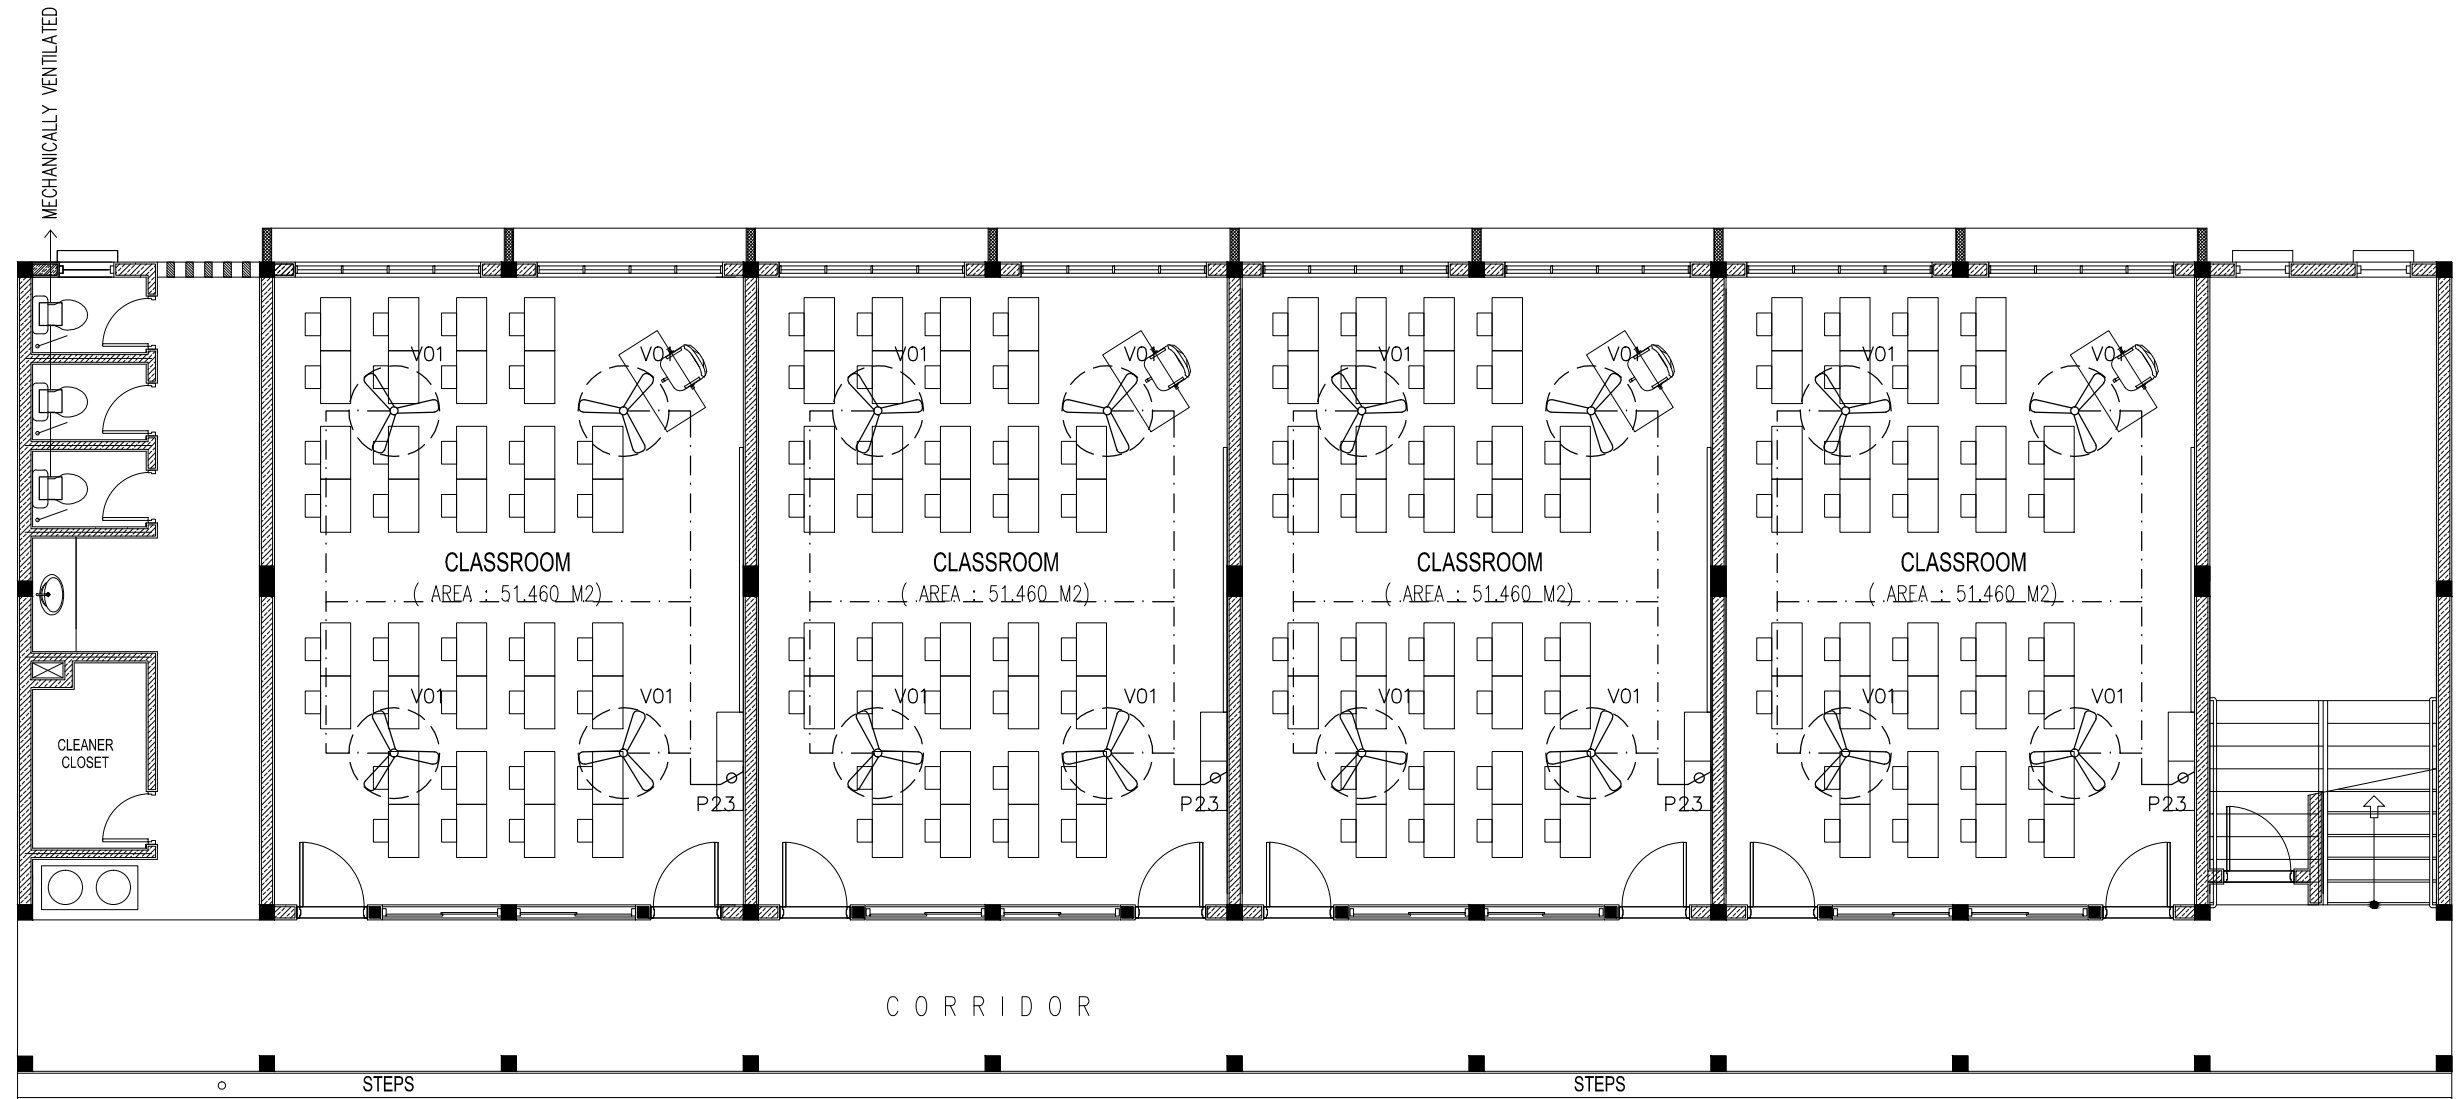 MECHANICALLY VENTILATED
V01
V01
V01
V01
V01
V01
V01
V01
CLASSROOM
( AREA : 51.460 M2)
CLASSROOM
( AREA : 51.460 M2)
CLASSROOM
( AREA : 51.460 M2)
CLASSROOM
( AREA : 51.460 M2)
V01
V01
V01
V01
V01
V01
V01
V01
CLEANER
CLOSET
P23
P23
P23
P23
CORRIDOR
STEPS
STEPS